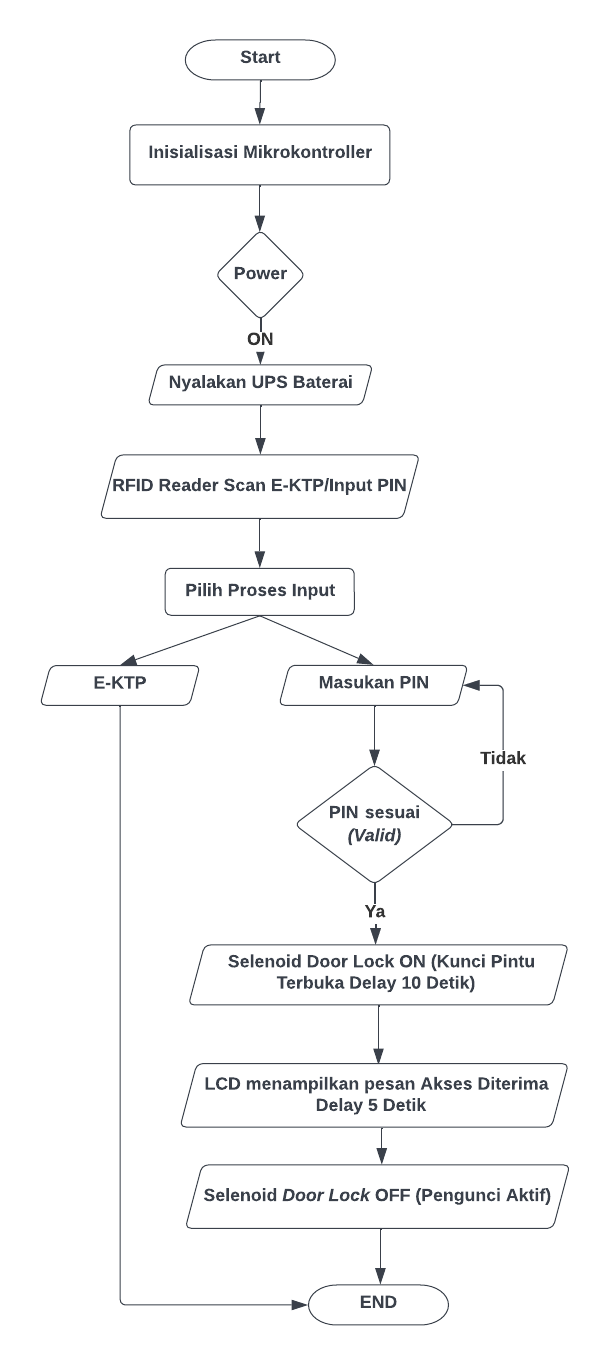 Start
Inisialisasi Mikrokontroller
Power
ON
Nyalakan UPS Baterai
RFID Reader Scan E-KTP/Input PIN
Pilih Proses Input
E-KTP
Masukan PIN
Tidak
PIN sesuai
(Valid)
Ya
Selenoid Door Lock ON (Kunci Pintu
Terbuka Delay 10 Detik)
LCD menampilkan pesan Akses Diterima
Delay 5 Detik
Selenoid Door Lock OFF (Pengunci Aktif)
END